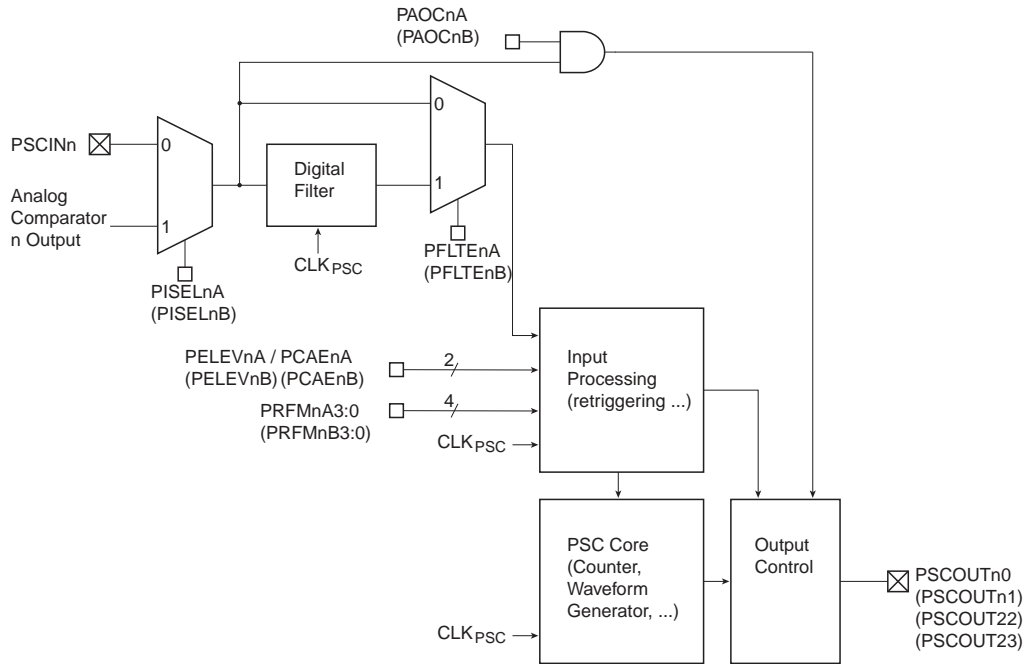 PAOCnA
(PAOCnB)
0
PSCINn
0
Digital
Filter
1
Analog
Comparator
n Output
1
PFLTEnA
(PFLTEnB)
CLKPSC
PISELnA
(PISELnB)
PELEVnA / PCAEnA
(PELEVnB) (PCAEnB)
2
Input
Processing
(retriggering ...)
PRFMnA3:0
(PRFMnB3:0)
4
CLKPSC
PSC Core
(Counter,
Waveform
Generator, ...)
Output
Control
PSCOUTn0
(PSCOUTn1)
(PSCOUT22)
(PSCOUT23)
CLKPSC